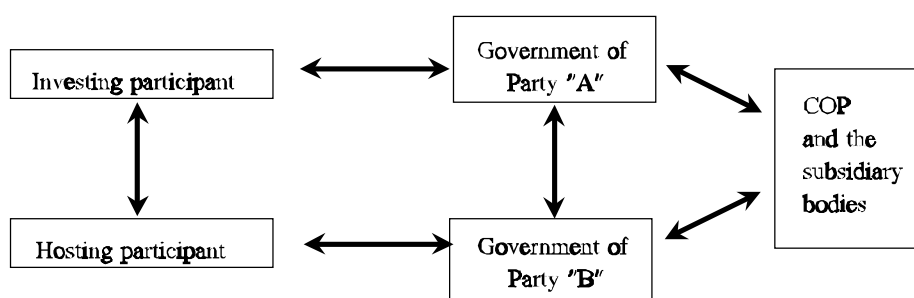 Investing participant
Government of
Party "A"
COP
and the
subsidiary
bodies
Hosting participant
Government of
Party "B"